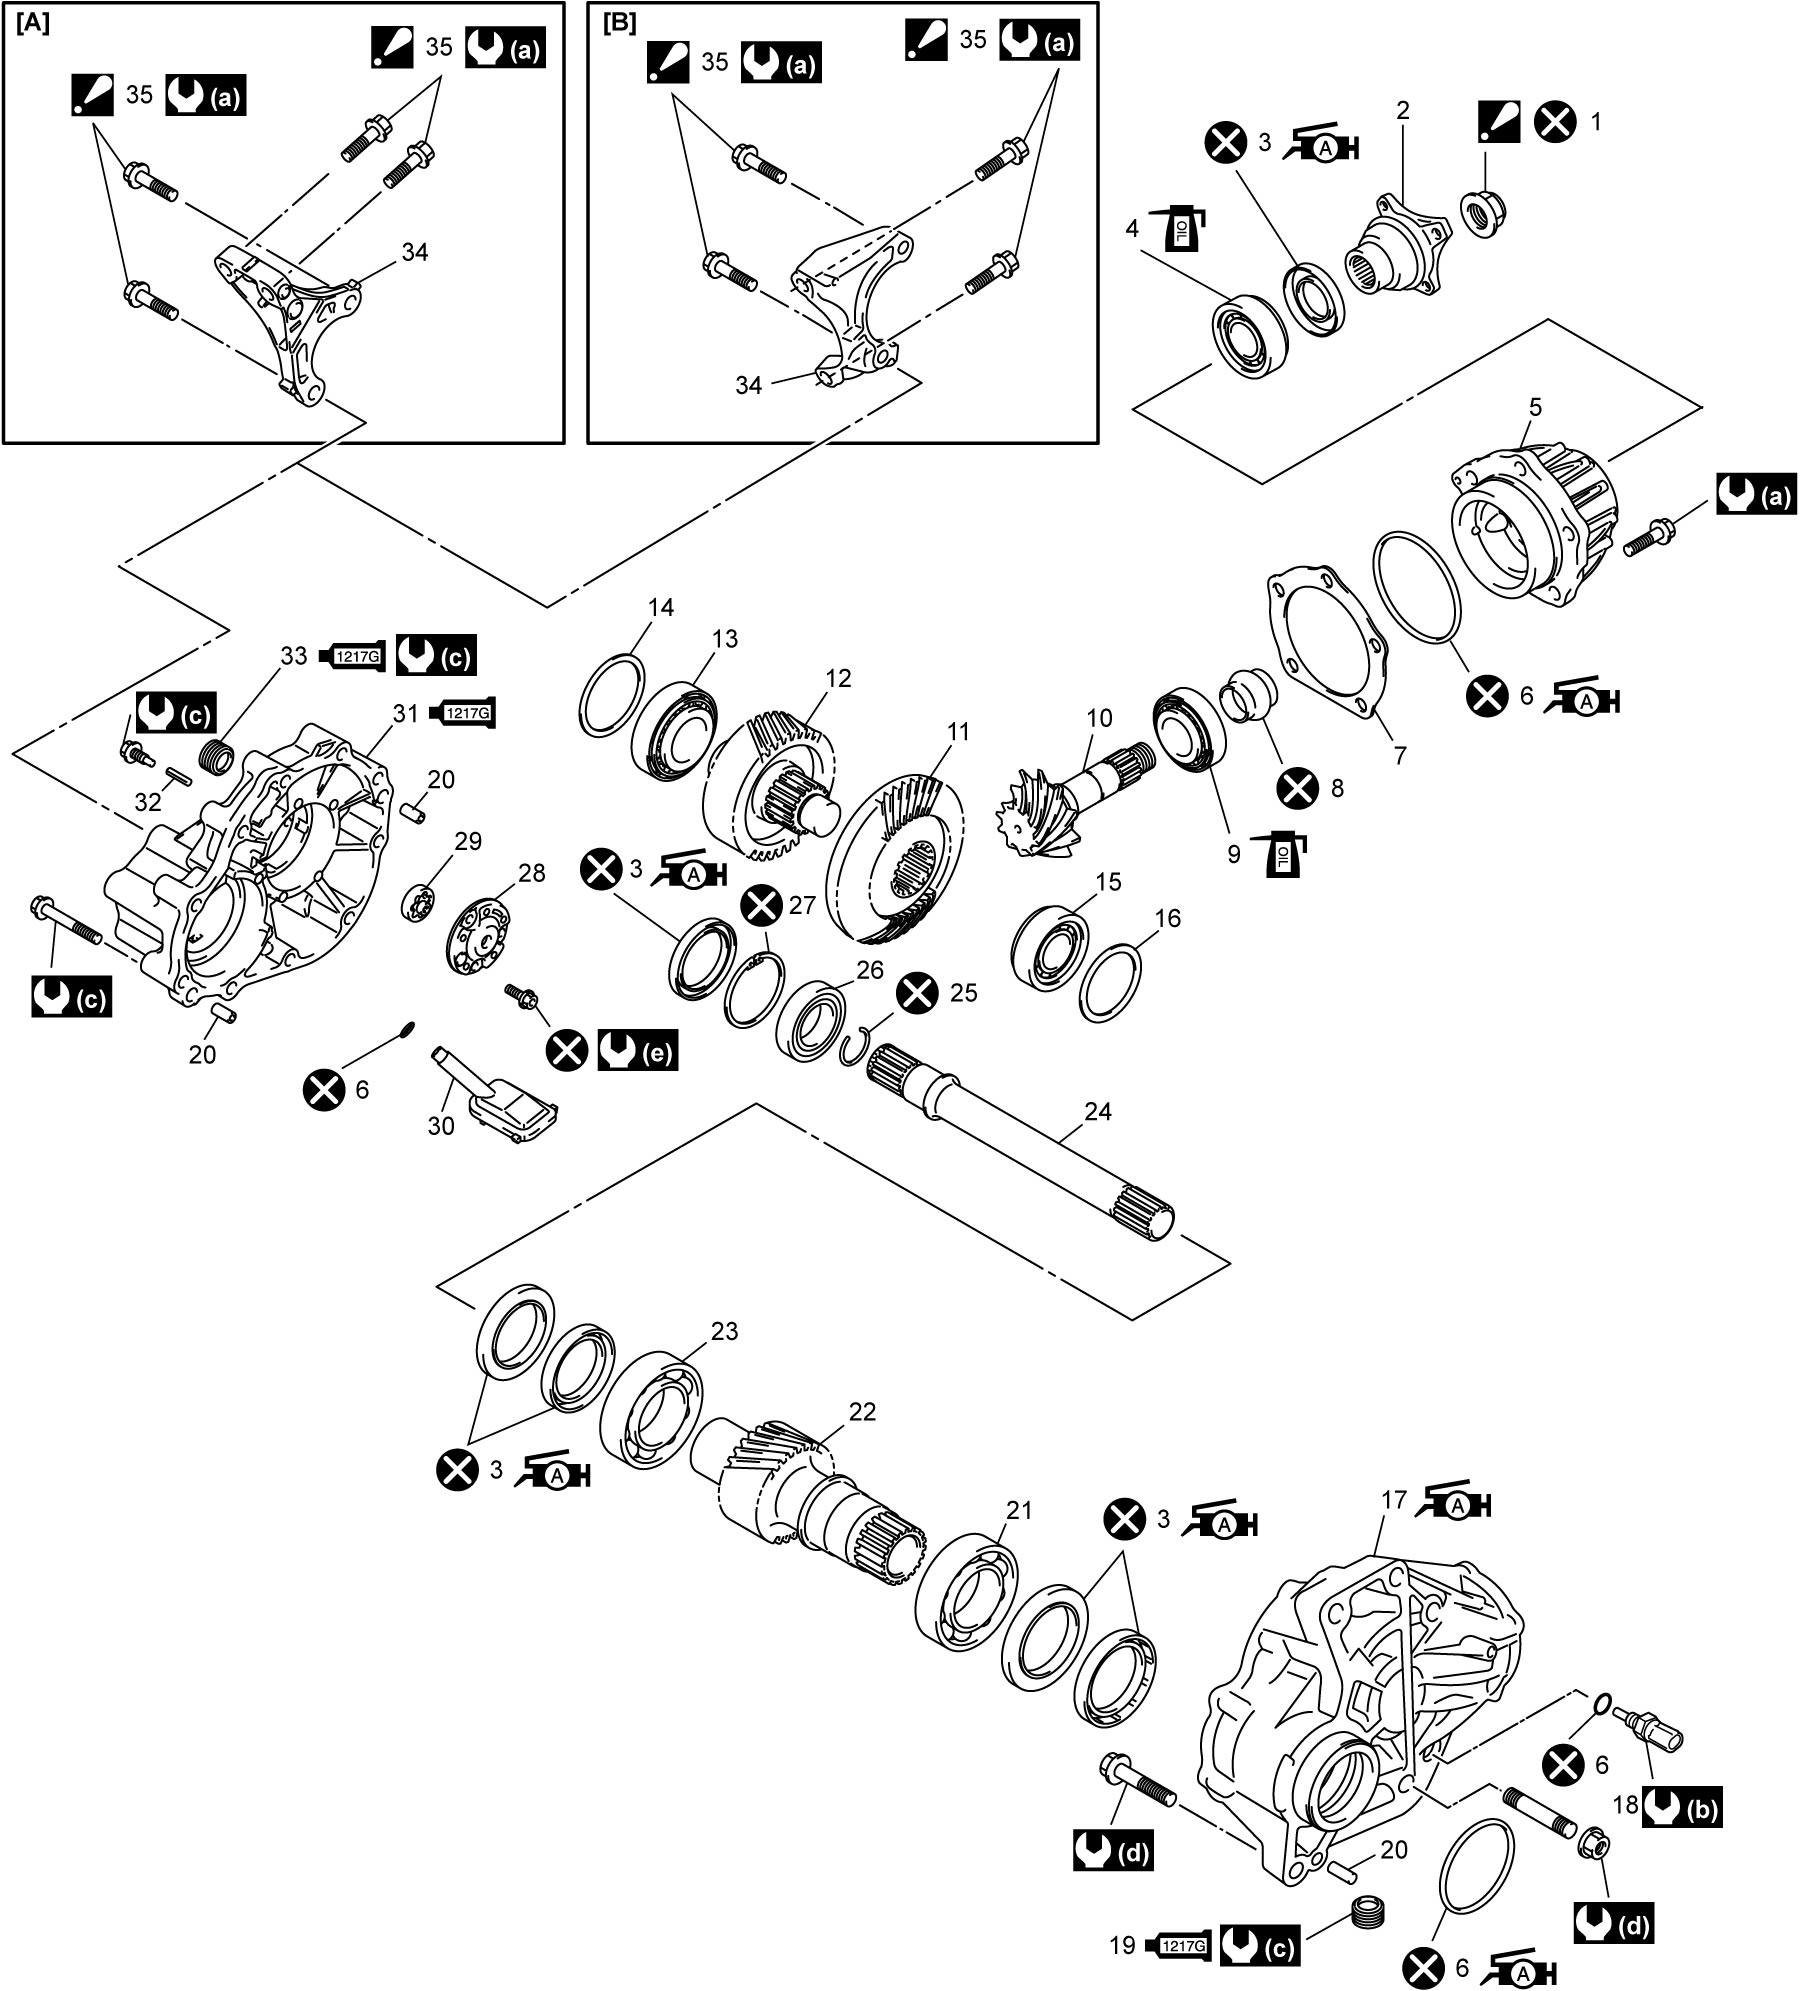 [A]
[B]
35 (a)
35 (a)
35 (a)
35 (a)
34
34
2
1
3 A
4 OIL
5
(a)
14
13
12
11
10
7
6 A
8
9 OIL
33 1217G (c)
(c)
31 1217G
32
20
29
28
3 A
27
15
16
26
25
(c)
20
6
30
(e)
24
23
22
3 A
21
3 A
17 A
6
18 (b)
(d)
20
(d)
19 1217G (c)
6 A